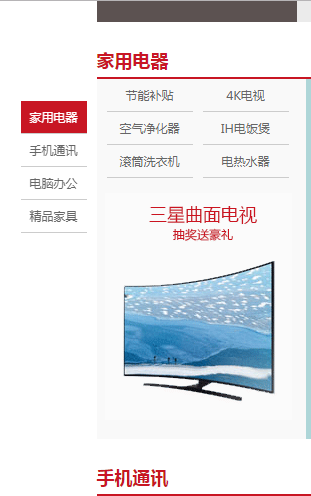 家用电器
家用电器
手机通讯
电脑办公
精品家具
节能补贴 4K电视
空气净化器 IH电饭煲
滚筒洗衣机 电热水器
三星曲面电视
抽奖送豪礼
手机通讯